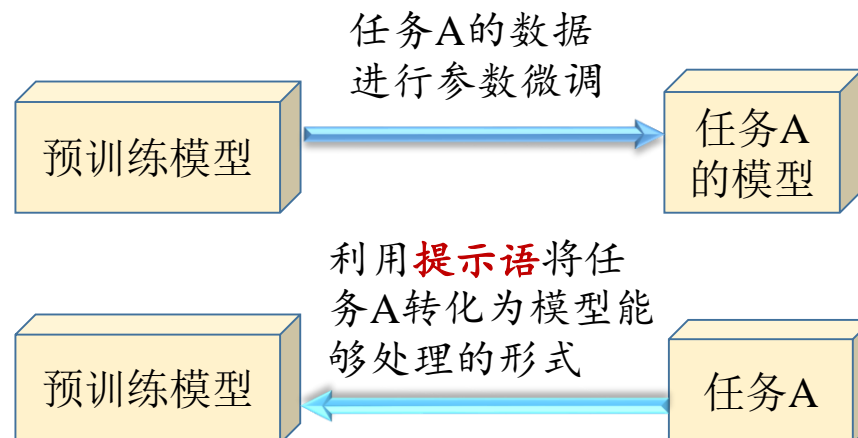 任务A的数据
进行参数微调
预训练模型
任务A
的模型
利用提示语将任
务A转化为模型能
够处理的形式
预训练模型
任务A